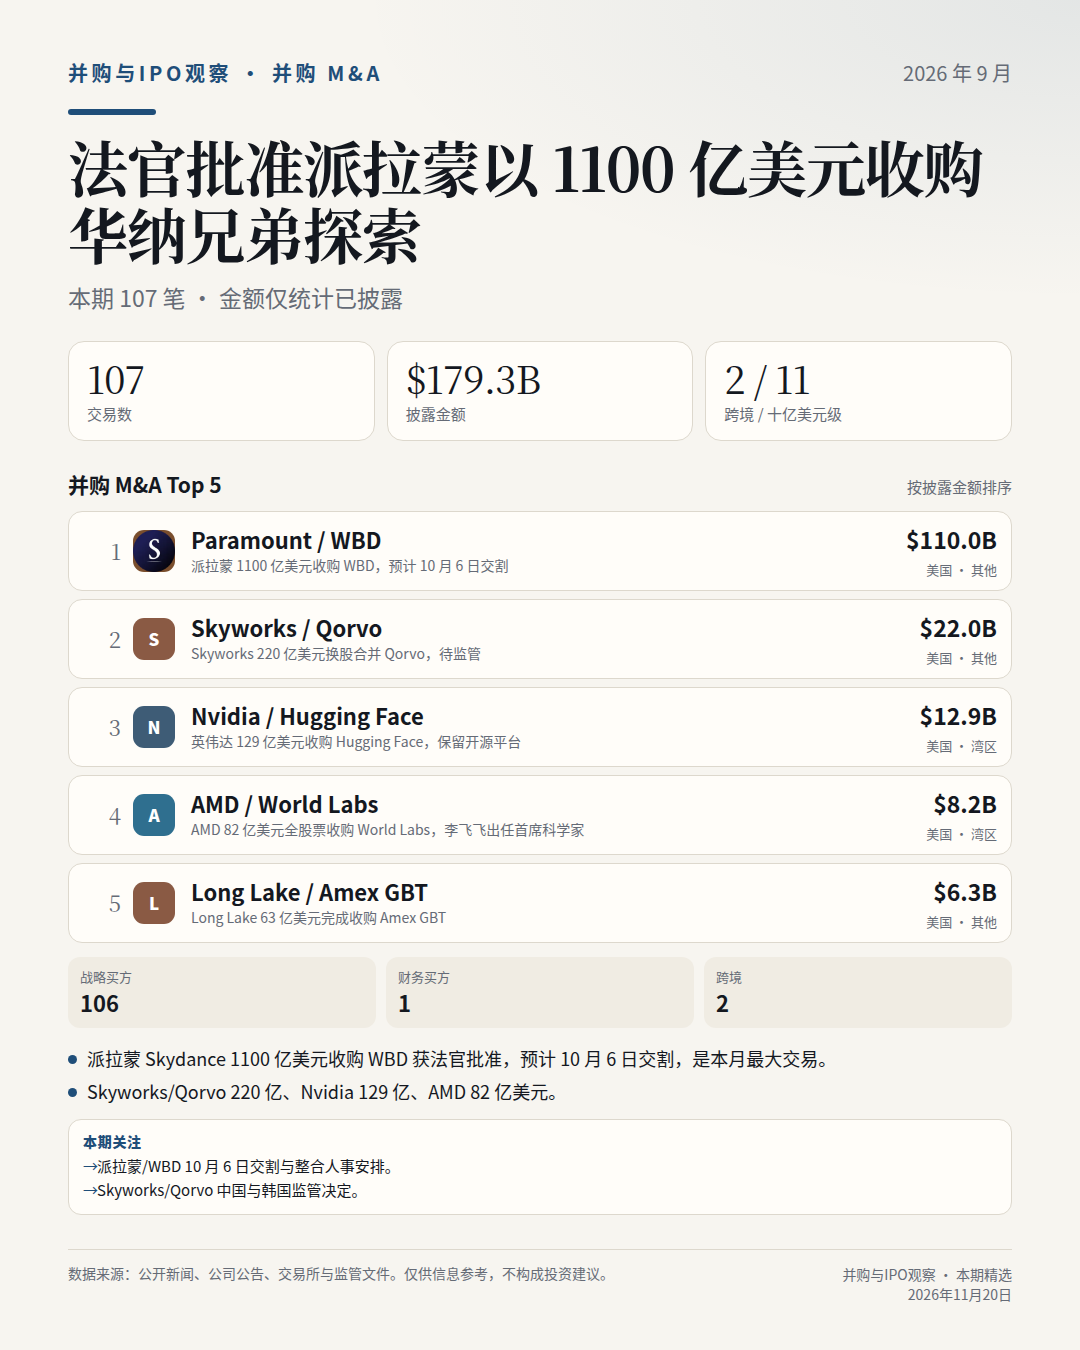 并购与IPO观察 · 并购 M&A
2026 年 9 月
法官批准派拉蒙以 1100 亿美元收购
华纳兄弟探索
本期 107 笔 · 金额仅统计已披露
107
交易数
$179.3B
披露金额
2 / 11
跨境 / 十亿美元级
并购 M&A Top 5
按披露金额排序
1
S
Paramount / WBD
派拉蒙 1100 亿美元收购 WBD，预计 10 月 6 日交割
$110.0B
美国 · 其他
2
S
Skyworks / Qorvo
Skyworks 220 亿美元换股合并 Qorvo，待监管
$22.0B
美国 · 其他
3
N
Nvidia / Hugging Face
英伟达 129 亿美元收购 Hugging Face，保留开源平台
$12.9B
美国 · 湾区
4
A
AMD / World Labs
AMD 82 亿美元全股票收购 World Labs，李飞飞出任首席科学家
$8.2B
美国 · 湾区
5
L
Long Lake / Amex GBT
Long Lake 63 亿美元完成收购 Amex GBT
$6.3B
美国 · 其他
战略买方
106
财务买方
1
跨境
2
派拉蒙 Skydance 1100 亿美元收购 WBD 获法官批准，预计 10 月 6 日交割，是本月最大交易。
Skyworks/Qorvo 220 亿、Nvidia 129 亿、AMD 82 亿美元。
本期关注
→派拉蒙/WBD 10 月 6 日交割与整合人事安排。
→Skyworks/Qorvo 中国与韩国监管决定。
数据来源：公开新闻、公司公告、交易所与监管文件。仅供信息参考，不构成投资建议。
并购与IPO观察 · 本期精选
2026年11月20日